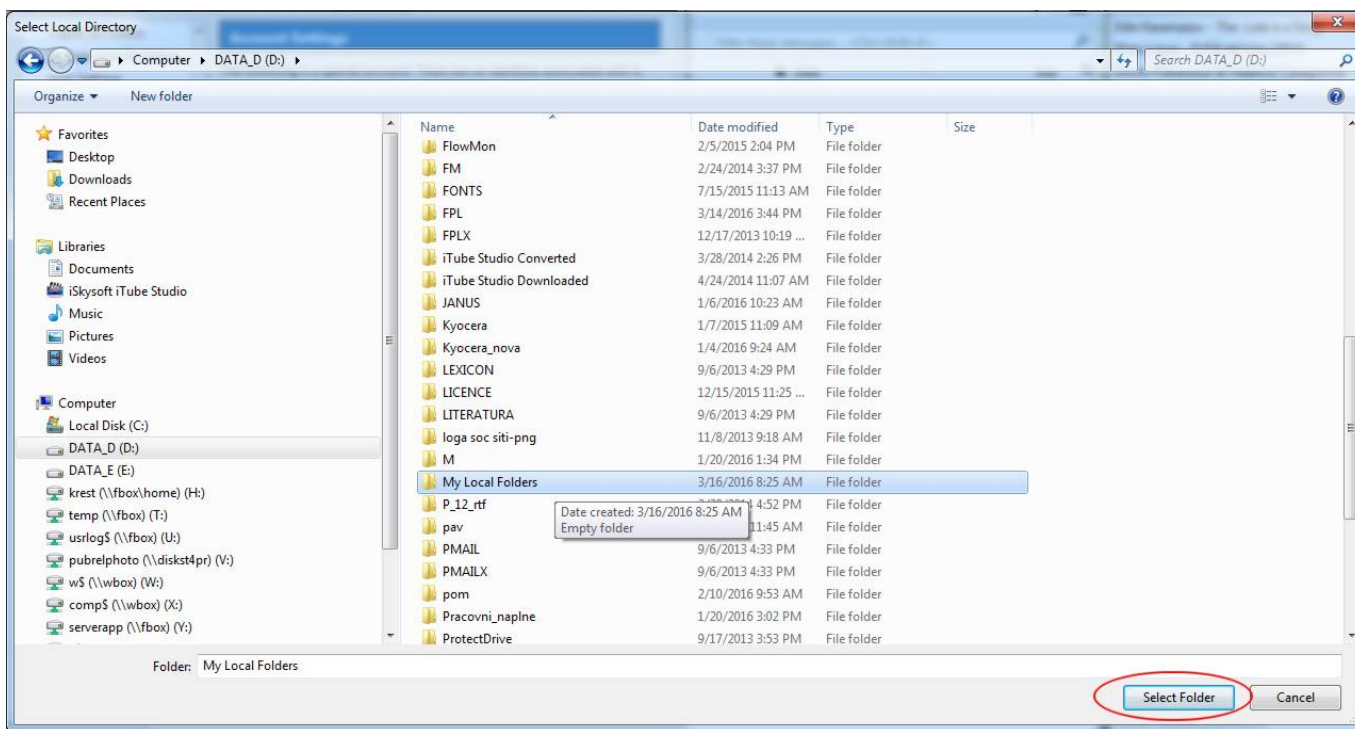 Select Local Directory
Computer ▸ DATA_D (D:) ▸
Search DATA_D (D:)
Organize
New folder
Favorites
Desktop
Downloads
Recent Places
Libraries
Documents
iSkysoft iTube Studio
Music
Pictures
Videos
Computer
Local Disk (C:)
DATA_D (D:)
DATA_E (E:)
krest (\\fbox\home) (H:)
temp (\\fbox) (T:)
usrlog$ (\\fbox) (U:)
pubrelphoto (\\diskst4pr) (V:)
w$ (\\wbox) (W:)
comp$ (\\wbox) (X:)
serverapp (\\fbox) (Y:)
Name Date modified Type Size
FlowMon 2/5/2015 2:04 PM File folder
FM 2/24/2014 3:37 PM File folder
FONTS 7/15/2015 11:13 AM File folder
FPL 3/14/2016 3:44 PM File folder
FPLX 12/17/2013 10:19 ... File folder
iTube Studio Converted 3/28/2014 2:26 PM File folder
iTube Studio Downloaded 4/24/2014 11:07 AM File folder
JANUS 1/6/2016 10:23 AM File folder
Kyocera 1/7/2015 11:09 AM File folder
Kyocera_nova 1/4/2016 9:24 AM File folder
LEXICON 9/6/2013 4:29 PM File folder
LICENCE 12/15/2015 11:25 ... File folder
LITERATURA 9/6/2013 4:29 PM File folder
loga soc siti-png 11/8/2013 9:18 AM File folder
M 1/20/2016 1:34 PM File folder
My Local Folders 3/16/2016 8:25 AM File folder
P_12_rtf 4:52 PM File folder
Date created: 3/16/2016 8:25 AM
Empty folder
pav 11:45 AM File folder
PMAIL 9/6/2013 4:33 PM File folder
PMAILX 9/6/2013 4:33 PM File folder
pom 2/10/2016 9:53 AM File folder
Pracovni_naplne 1/20/2016 3:02 PM File folder
ProtectDrive 9/17/2013 3:53 PM File folder
Folder: My Local Folders
Select Folder
Cancel